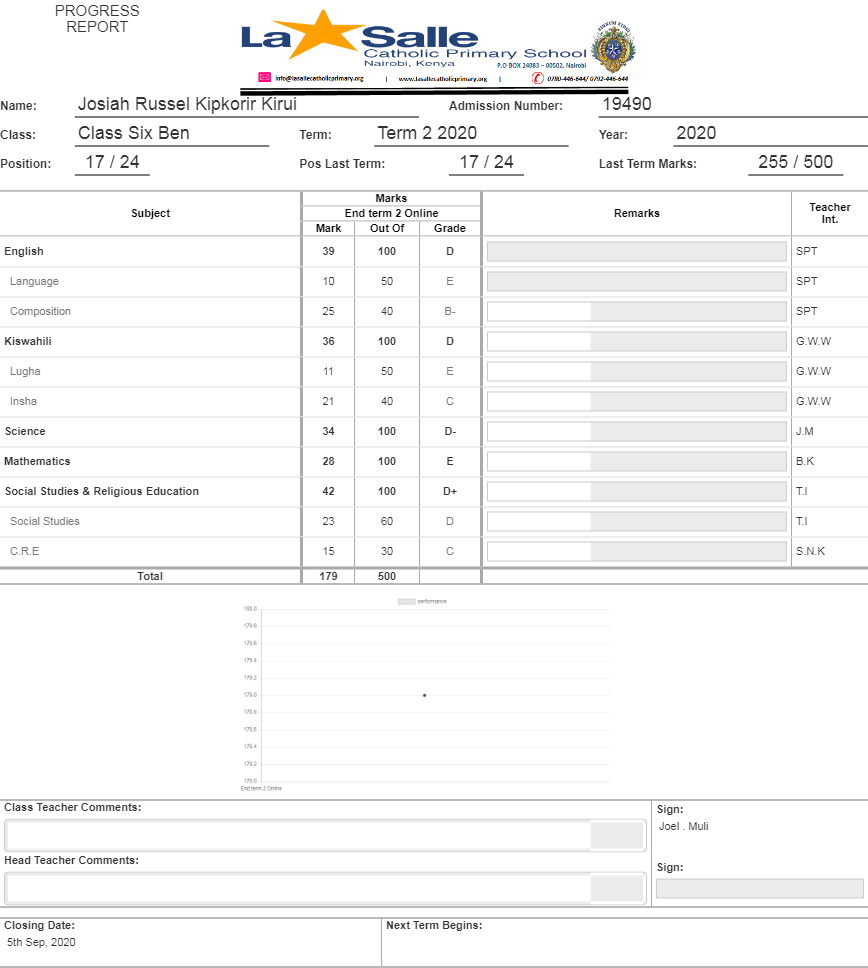 PROGRESS
REPORT
La Salle
Catholic Primary School
Nairobi, Kenya
P.O BOX 24083 – 00502, Nairobi
info@lasallecatholicprimary.org | www.lasallecatholicprimary.org | 0780-446-644/ 0792-446-644
Name: Josiah Russel Kipkorir Kirui Admission Number: 19490
Class: Class Six Ben Term: Term 2 2020 Year: 2020
Position: 17 / 24 Pos Last Term: 17 / 24 Last Term Marks: 255 / 500
Marks
Subject End term 2 Online Remarks Teacher Int.
Mark Out Of Grade
English 39 100 D SPT
Language 10 50 E SPT
Composition 25 40 B- SPT
Kiswahili 36 100 D G.W.W
Lugha 11 50 E G.W.W
Insha 21 40 C G.W.W
Science 34 100 D- J.M
Mathematics 28 100 E B.K
Social Studies & Religious Education 42 100 D+ T.I
Social Studies 23 60 D T.I
C.R.E 15 30 C S.N.K
Total 179 500
performance
180.0
179.8
179.6
179.4
179.2
179.0
178.8
178.6
178.4
178.2
178.0
End term 2 Online
Class Teacher Comments: Sign:
Joel . Muli
Head Teacher Comments:
Sign:
Closing Date: Next Term Begins:
5th Sep, 2020